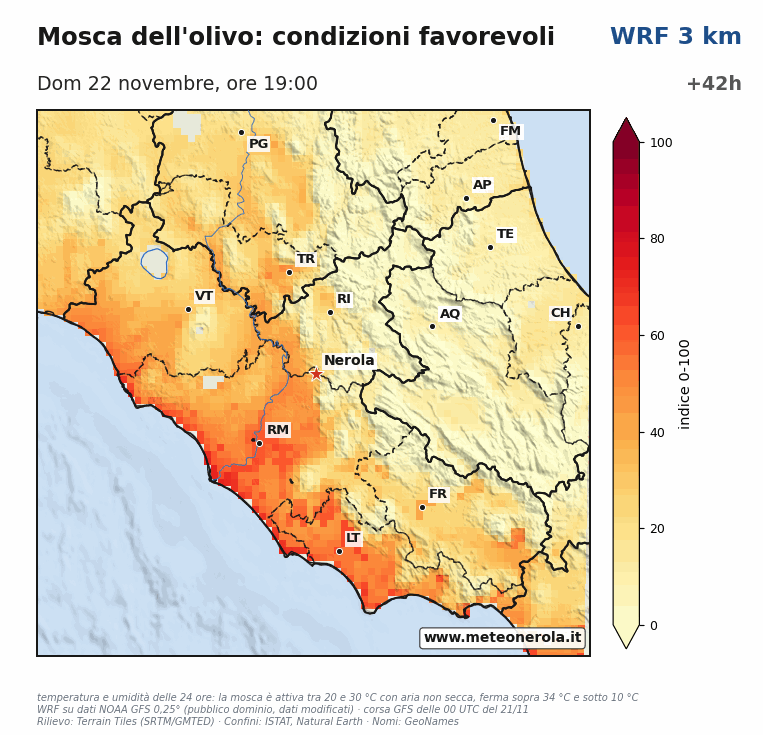 Mosca dell'olivo: condizioni favorevoli
WRF 3 km
Dom 22 novembre, ore 19:00
+42h
FM
PG
AP
TE
TR
VT
RI
AQ
CH
Nerola
RM
FR
LT
www.meteonerola.it
100
80
60
40
20
0
indice 0-100
temperatura e umidità delle 24 ore: la mosca è attiva tra 20 e 30 °C con aria non secca, ferma sopra 34 °C e sotto 10 °C
WRF su dati NOAA GFS 0,25° (pubblico dominio, dati modificati) · corsa GFS delle 00 UTC del 21/11
Rilievo: Terrain Tiles (SRTM/GMTED) · Confini: ISTAT, Natural Earth · Nomi: GeoNames